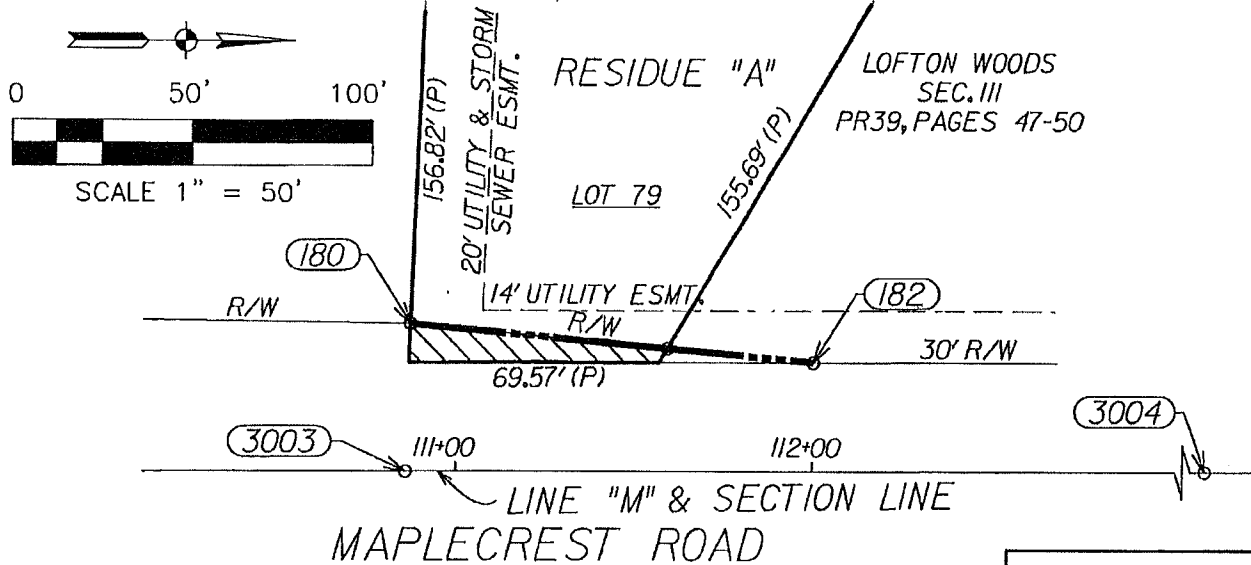 0 50' 100'
SCALE 1" = 50'
156.82' (P)
20' UTILITY & STORM
SEWER ESMT.
RESIDUE "A"
LOT 79
155.69' (P)
LOFTON WOODS
SEC. III
PR39, PAGES 47-50
180
14' UTILITY ESMT.
182
R/W
R/W
30' R/W
69.57' (P)
3003
111+00
112+00
3004
LINE "M" & SECTION LINE
MAPLECREST ROAD